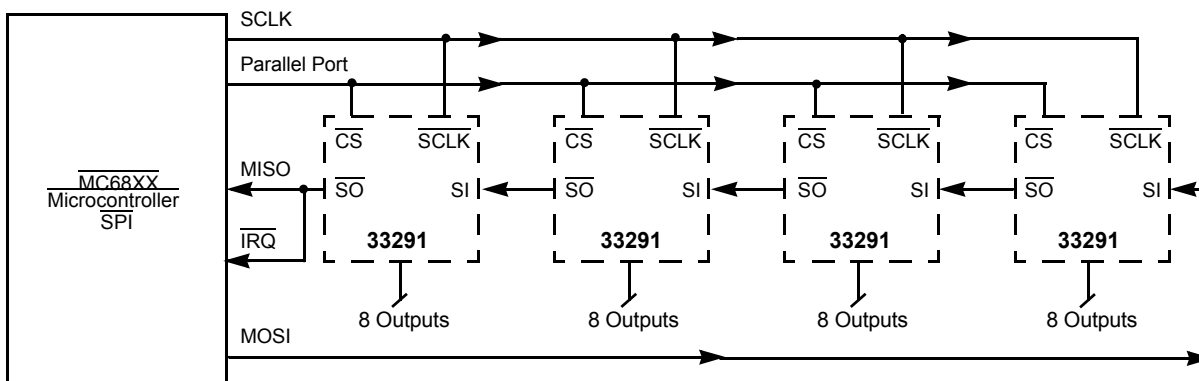 SCLK
Parallel Port
CS SCLK CS SCLK CS SCLK CS SCLK
MISO
SO SI SO SI SO SI SO SI
MC68XX
Microcontroller
SPI
IRQ
33291 33291 33291 33291
8 Outputs 8 Outputs 8 Outputs 8 Outputs
MOSI